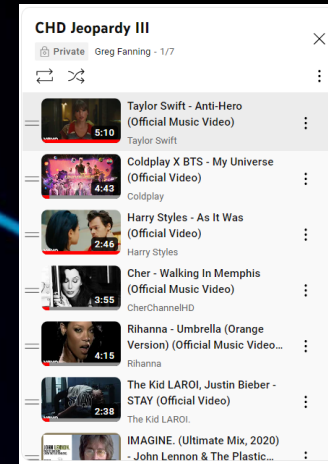 CHD Jeopardy III
Private Greg Fanning - 1/7
5:10
Taylor Swift - Anti-Hero
(Official Music Video)
Taylor Swift
4:43
Coldplay X BTS - My Universe
(Official Video)
Coldplay
2:46
Harry Styles - As It Was
(Official Video)
Harry Styles
3:55
Cher - Walking In Memphis
(Official Video)
CherChannelHD
4:15
Rihanna - Umbrella (Orange
Version) (Official Music Video...
Rihanna
2:38
The Kid LAROI, Justin Bieber -
STAY (Official Video)
The Kid LAROI.
JOHN LENNON
IMAGINE. (Ultimate Mix, 2020)
- John Lennon & The Plastic...